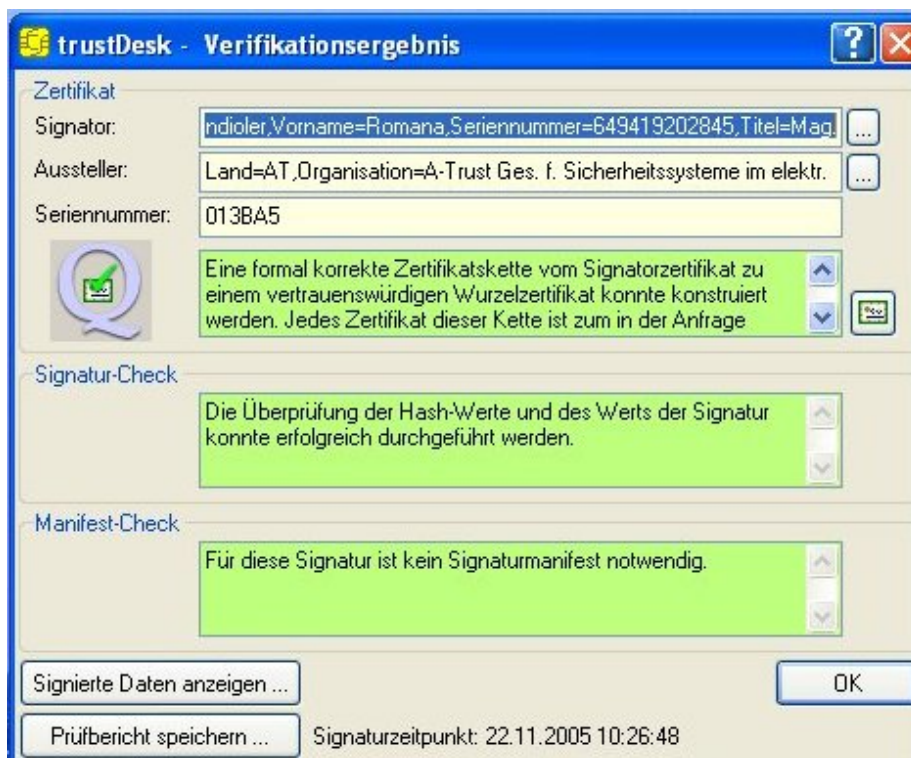 trustDesk - Verifikationsergebnis
Zertifikat
Signator: ndioler,Vorname=Romana,Seriennummer=649419202845,Titel=Mag. ...
Aussteller: Land=AT,Organisation=A-Trust Ges. f. Sicherheitssysteme im elektr. ...
Seriennummer: 013BA5
Eine formal korrekte Zertifikatskette vom Signatorzertifikat zu
einem vertrauenswürdigen Wurzelzertifikat konnte konstruiert
werden. Jedes Zertifikat dieser Kette ist zum in der Anfrage
Signatur-Check
Die Überprüfung der Hash-Werte und des Werts der Signatur
konnte erfolgreich durchgeführt werden.
Manifest-Check
Für diese Signatur ist kein Signaturmanifest notwendig.
Signierte Daten anzeigen ...
OK
Prüfbericht speichern ...
Signaturzeitpunkt: 22.11.2005 10:26:48